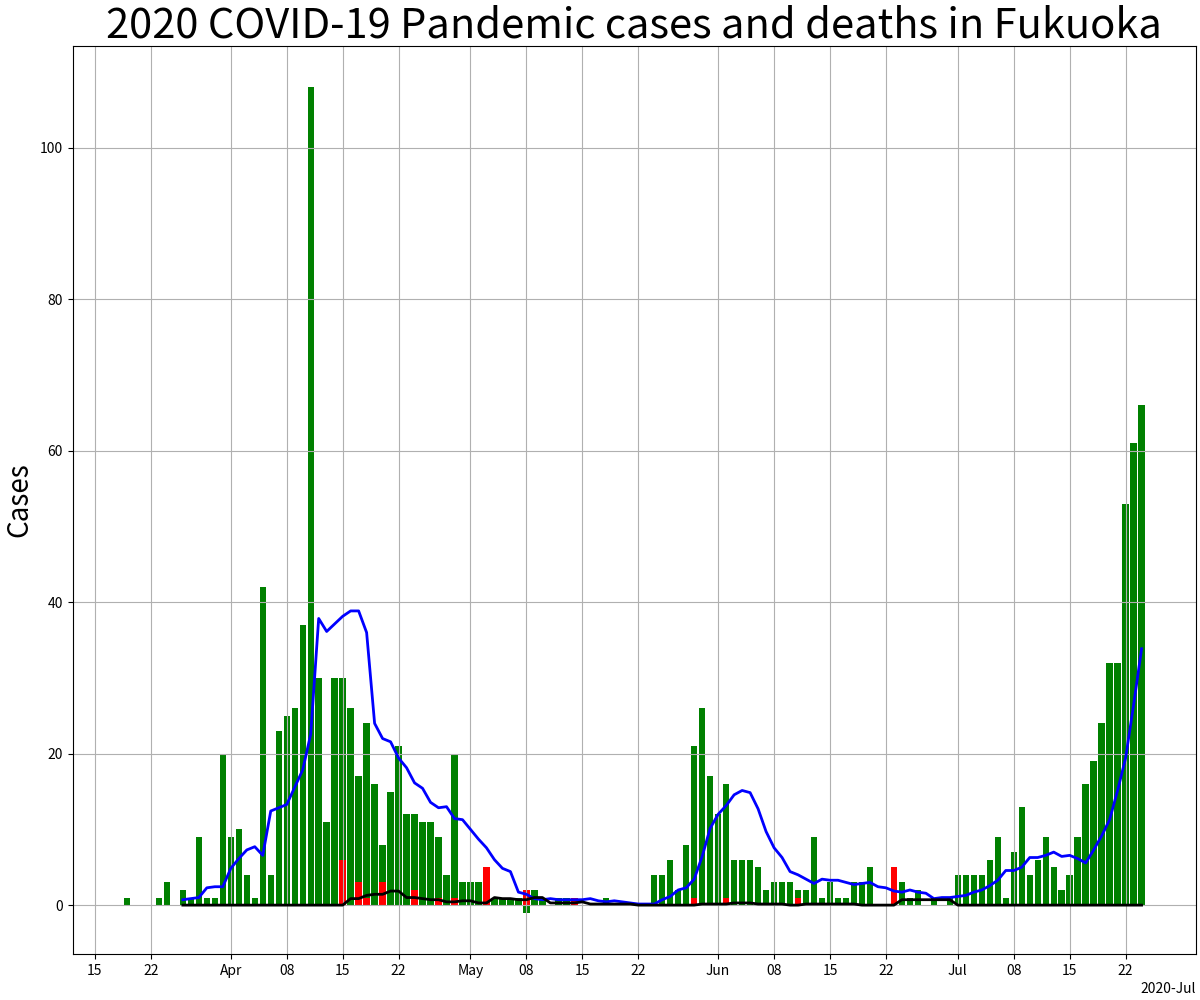 2020 COVID-19 Pandemic cases and deaths in Fukuoka
100
80
60
40
20
0
Cases
15 22 Apr 08 15 22 May 08 15 22 Jun 08 15 22 Jul 08 15 22
2020-Jul